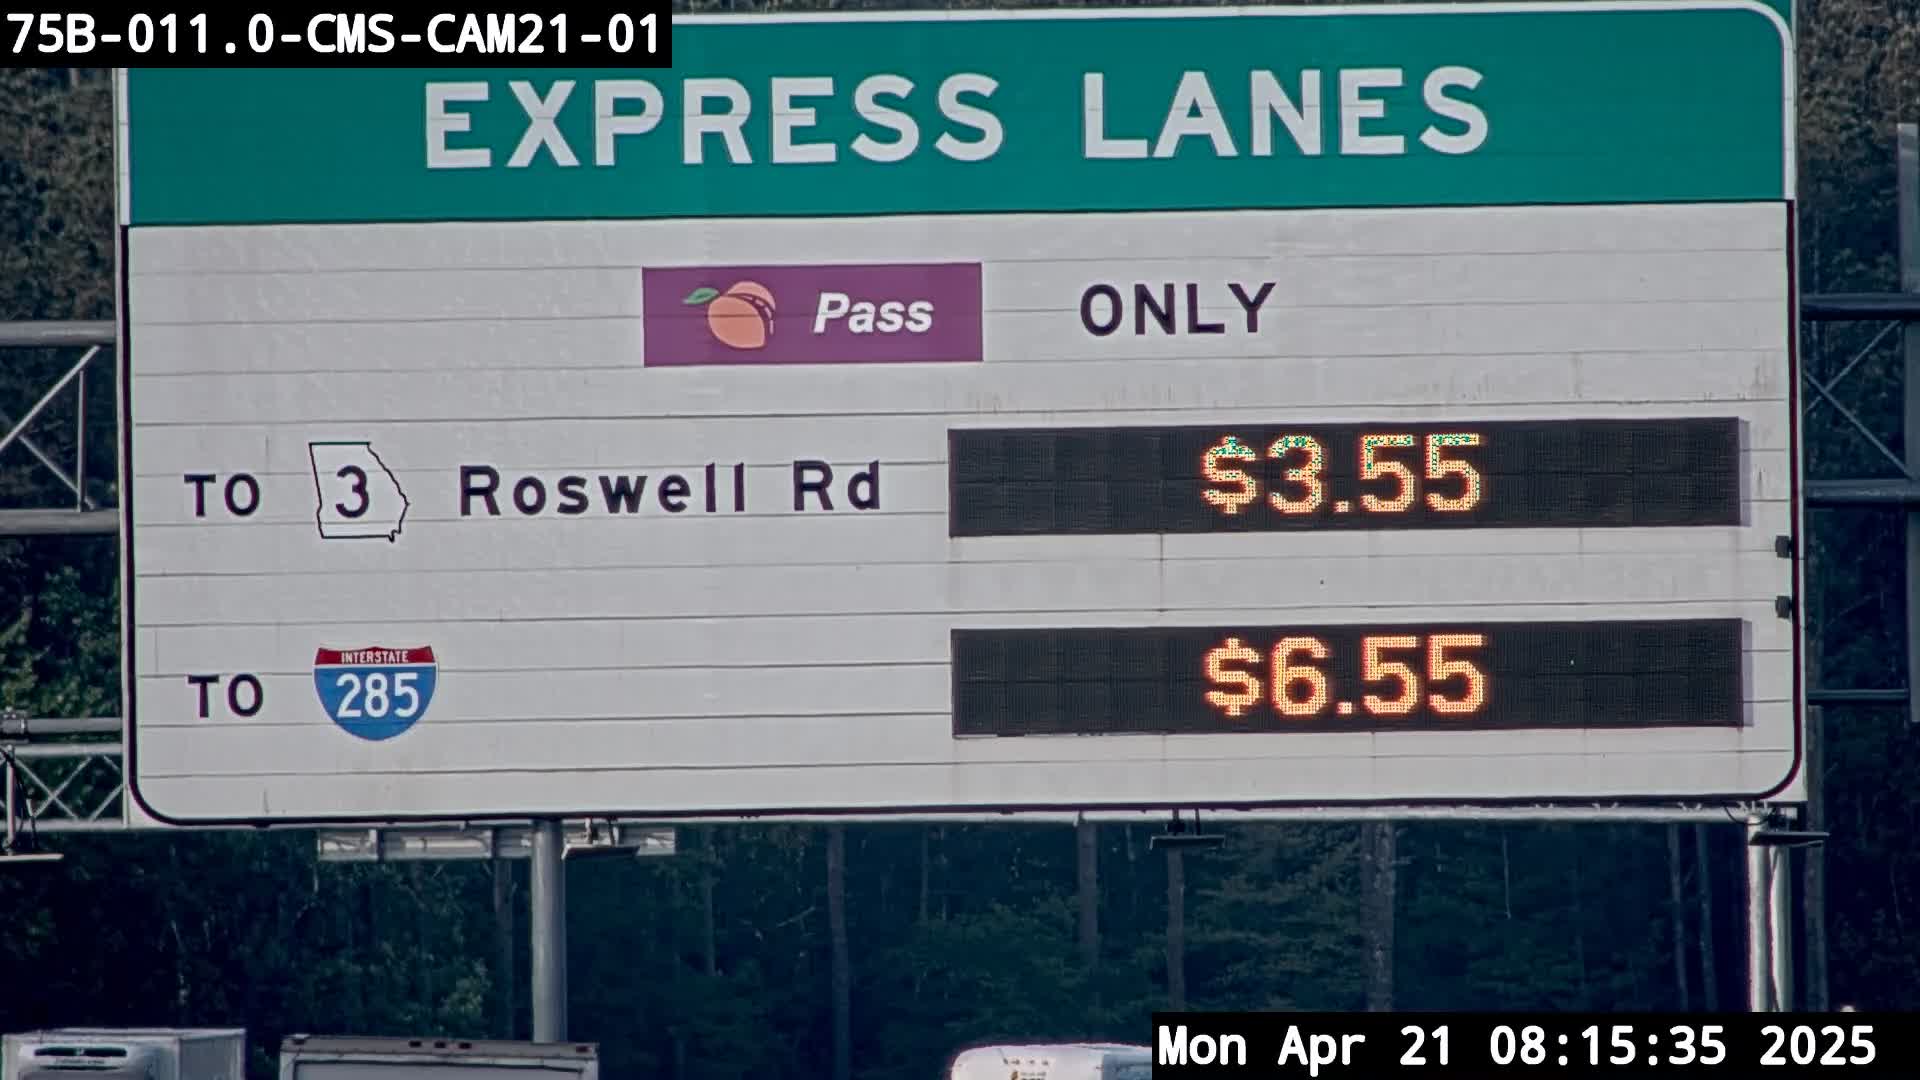 75B-011.0-CMS-CAM21-01
EXPRESS LANES
Pass ONLY
TO 3 Roswell Rd $3.55
INTERSTATE
TO 285 $6.55
Mon Apr 21 08:15:35 2025